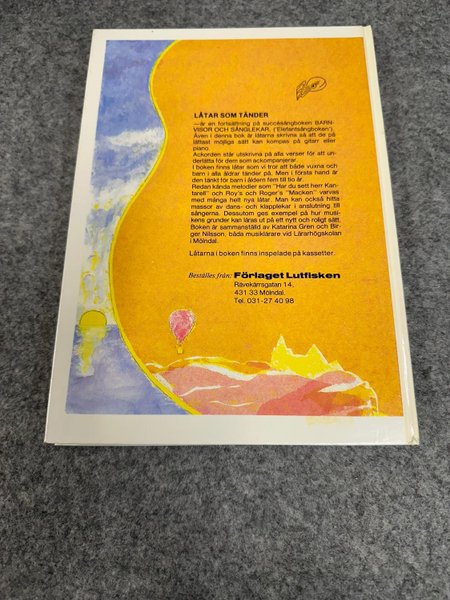 LÅTAR SOM TÄNDER
—är en fortsättning på succésångboken BARN-
VISOR OCH SÅNGLEKAR, ('Elefantsångboken').
Även i denna bok är låtarna skrivna så att de på
lättast möjliga sätt kan kompas på gitarr eller
piano.
Ackorden står utskrivna på alla verser för att un-
derlätta för dem som ackompanjerar.
I boken finns låtar som vi tror att både vuxna och
barn i alla åldrar tänder på. Men i första hand är
den tänkt för barn i åldern fem till tio år.
Redan kända melodier som "Har du sett herr Kan-
tarell" och Roy's och Roger's "Macken" varvas
med många helt nya låtar. Man kan också hitta
massor av dans- och klapplekar i anslutning till
sångerna. Dessutom ges exempel på hur musi-
kens grunder kan läras ut på ett nytt och roligt sätt.
Boken är sammanställd av Katarina Gren och Bir-
ger Nilsson, båda musiklärare vid Lärarhögskolan
i Mölndal.
Låtarna i boken finns inspelade på kassetter.
Beställes från: Förlaget Lutfisken
Rävekärrsgatan 14,
431 33 Mölndal.
Tel. 031-27 40 98